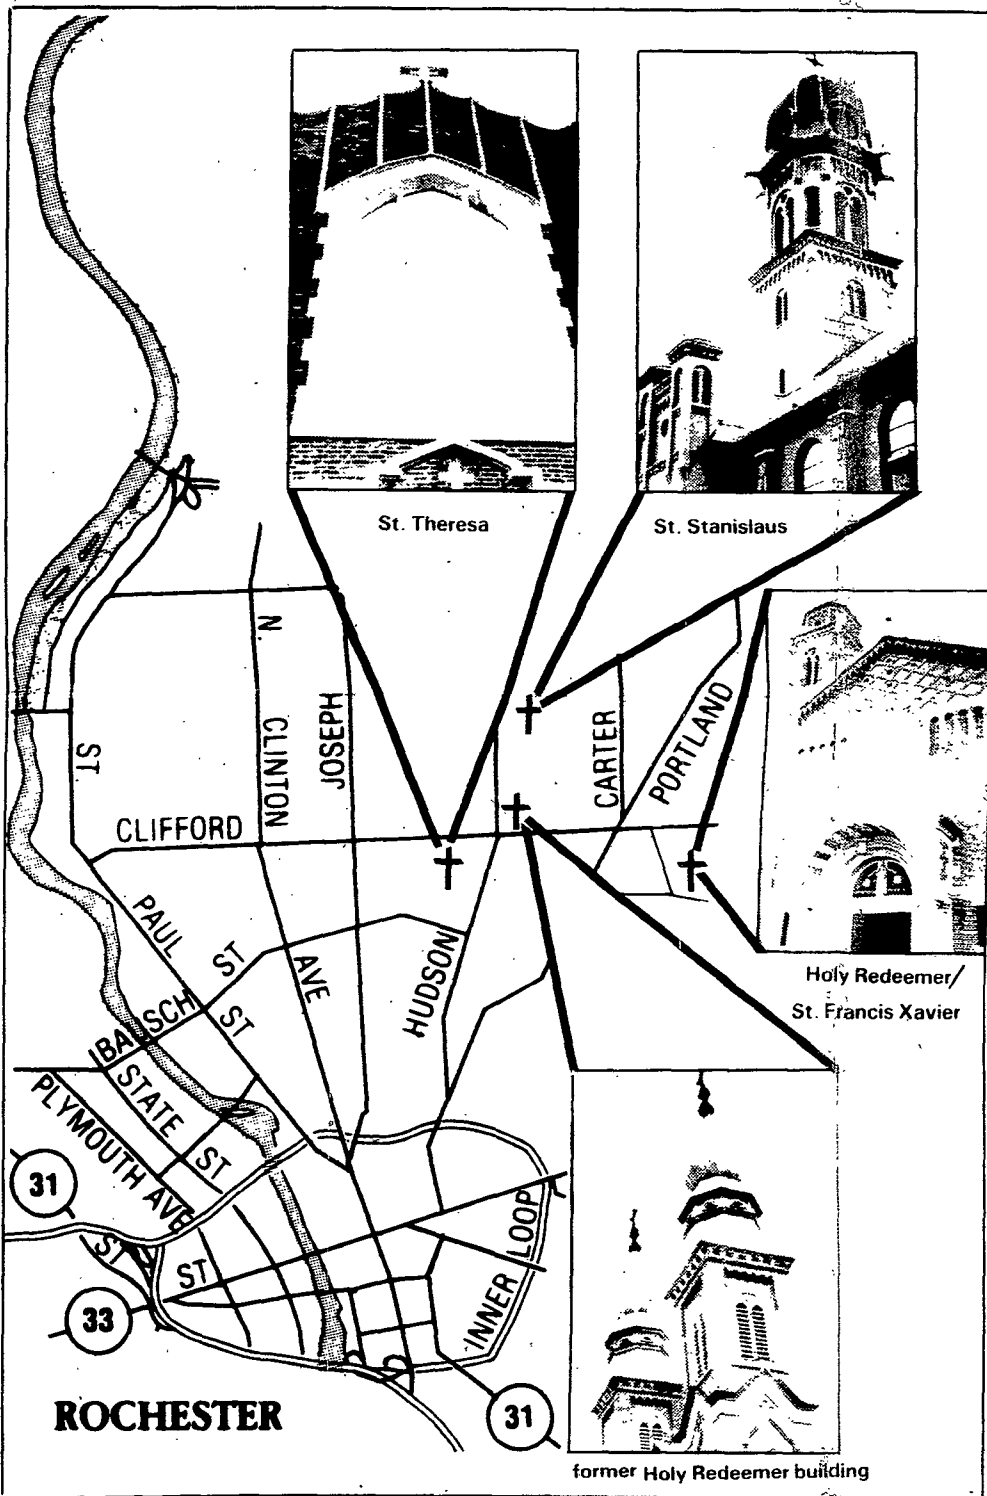 St. Theresa
St. Stanislaus
N.
CLINTON
AVE
JOSEPH
CARTER
PORTLAND
ST.
PAUL
ST
CLIFFORD
HUDSON
BAUSCH
ST
STATE
ST
PLYMOUTH AVE
ST
ST
31
33
INNER LOOP
31
Holy Redeemer/
St. Francis Xavier
ROCHESTER
former Holy Redeemer building